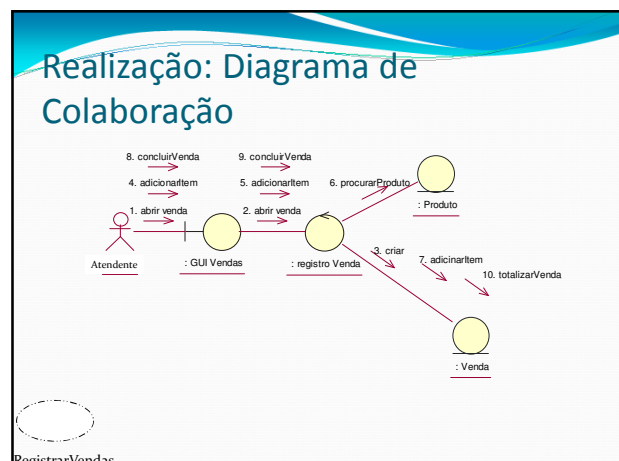 Realização: Diagrama de
Colaboração
8. concluirVenda
9. concluirVenda
4. adicionarItem
5. adicionarItem
6. procurarProduto
1. abrir venda
2. abrir venda
: Produto
Atendente
: GUI Vendas
: registro Venda
3. criar
7. adicinarItem
10. totalizarVenda
: Venda
RegistrarVendas